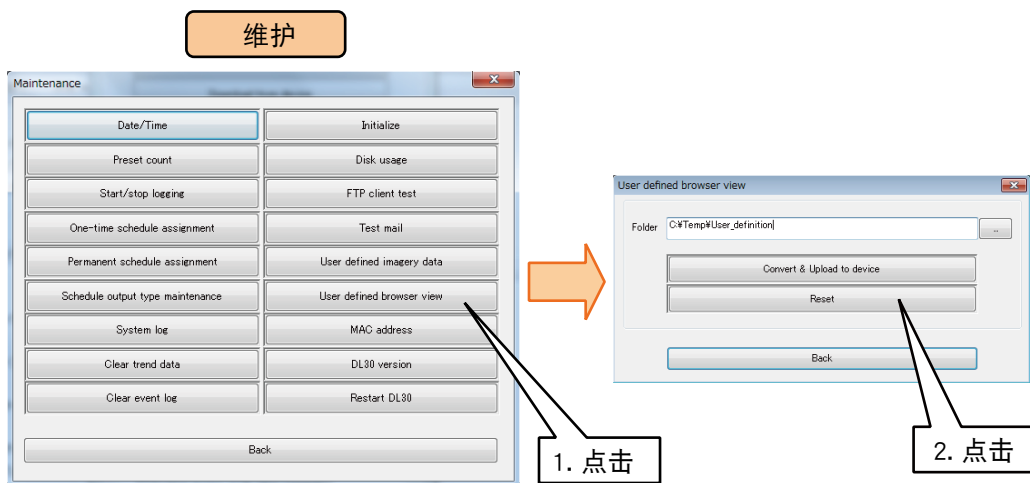 维护
Maintenance
Date/Time
Initialize
Preset count
Disk usage
Start/stop logging
FTP client test
One-time schedule assignment
Test mail
Permanent schedule assignment
User defined imagery data
Schedule output type maintenance
User defined browser view
System log
MAC address
Clear trend data
DL30 version
Clear event log
Restart DL30
Back
1. 点击
User defined browser view
Folder C:¥Temp¥User_definition
..
Convert & Upload to device
Reset
Back
2. 点击